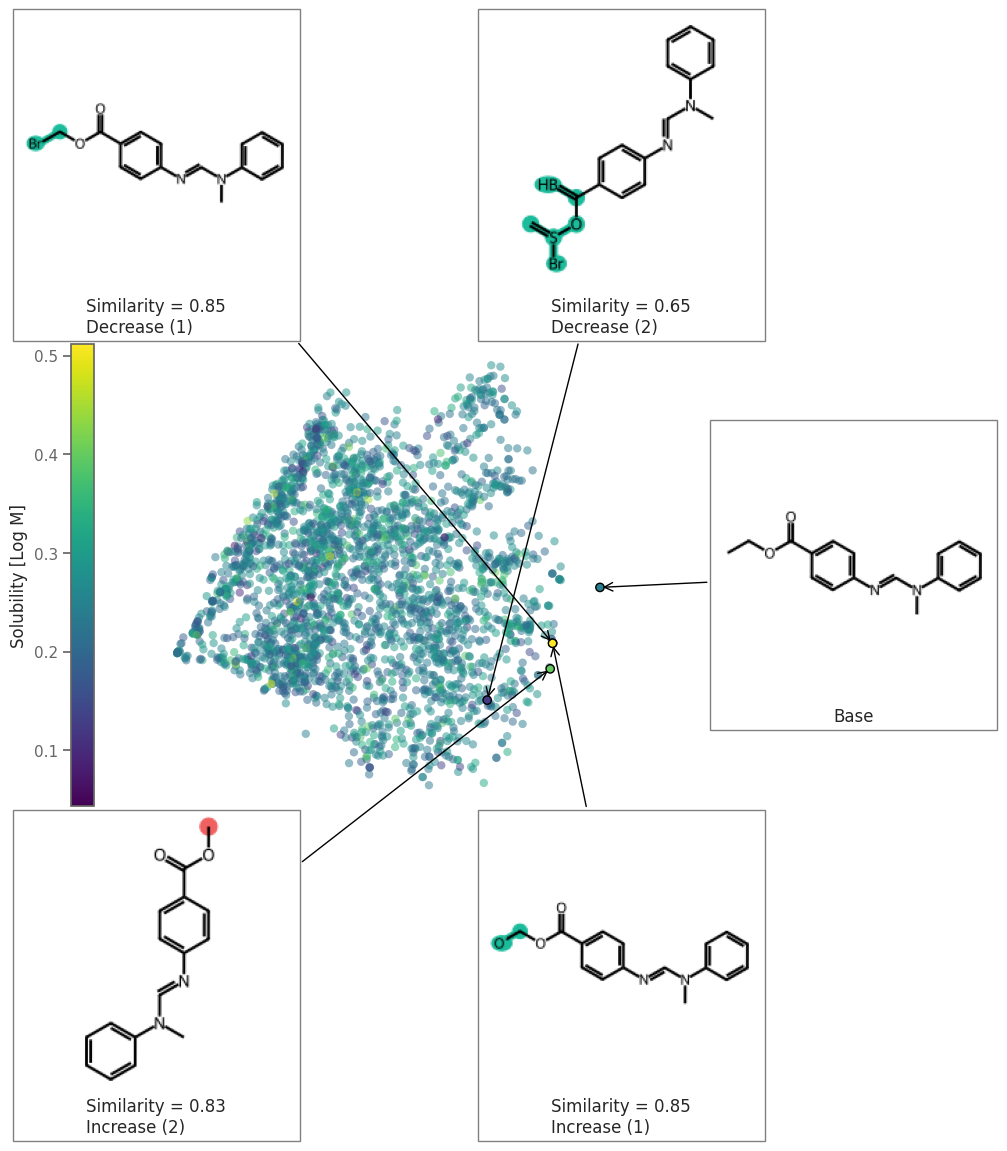 O
Br
O
N
N
Similarity = 0.85
Decrease (1)
N
N
HB
O
S
Br
Similarity = 0.65
Decrease (2)
0.5
0.4
0.3
0.2
0.1
Solubility [Log M]
O
O
N
N
Base
O
O
N
N
Similarity = 0.83
Increase (2)
O
O
O
N
N
Similarity = 0.85
Increase (1)